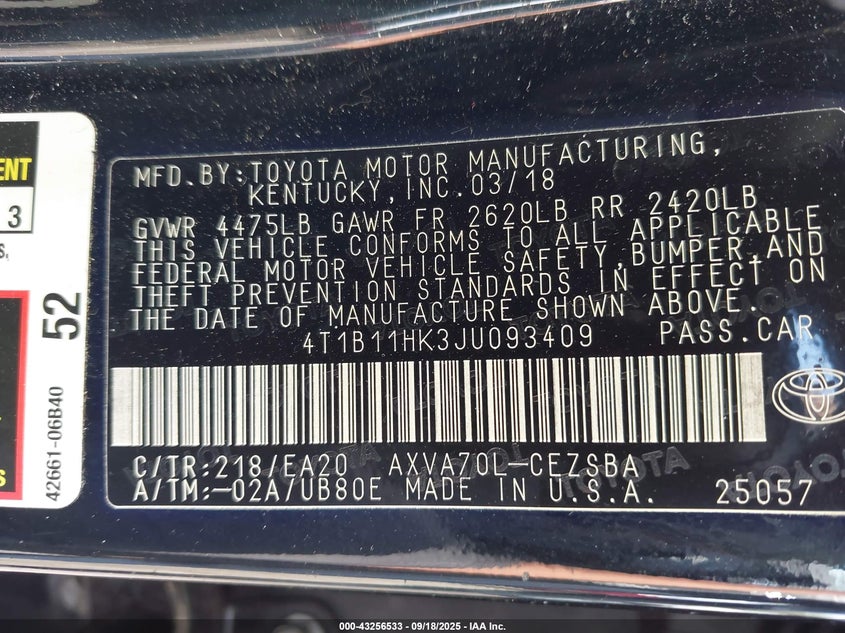 ENT
3
S.
52
42661-06B40
S
MFD.BY:TOYOTA MOTOR MANUFACTURING,
KENTUCKY,INC.03/18
GVWR 4475LB GAWR FR 2620LB RR 2420LB
THIS VEHICLE CONFORMS TO ALL APPLICABLE
FEDERAL MOTOR VEHICLE SAFETY,BUMPER,AND
THEFT PREVENTION STANDARDS IN EFFECT ON
THE DATE OF MANUFACTURE SHOWN ABOVE.
4T1B11HK3JU093409 PASS.CAR
C/TR:218/EA20 AXVA70L-CEZSBA
A/TM:-02A/UB80E MADE IN U.S.A. 25057
TOYOTA
000-43256533 - 09/18/2025 - IAA Inc.